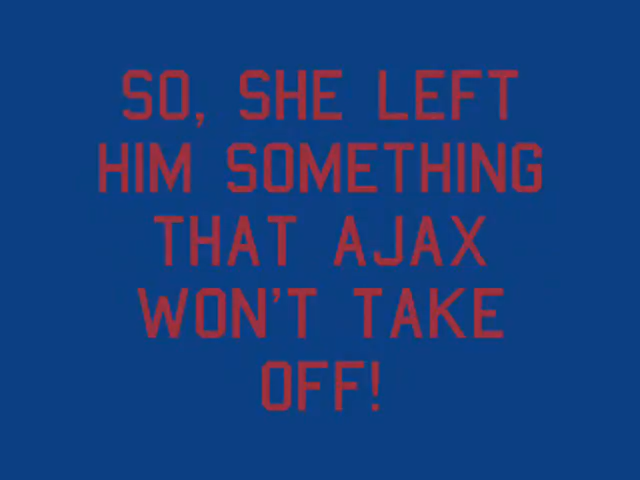 SO, SHE LEFT
HIM SOMETHING
THAT AJAX
WON'T TAKE
OFF!